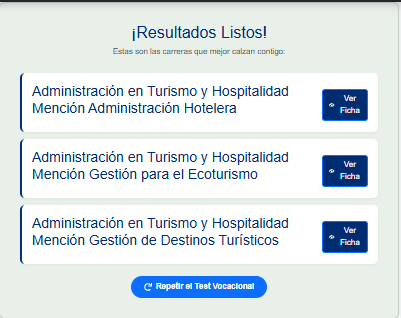 ¡Resultados Listos!
Estas son las carreras que mejor calzan contigo:
Administración en Turismo y Hospitalidad
Mención Administración Hotelera
Ver
Ficha
Administración en Turismo y Hospitalidad
Mención Gestión para el Ecoturismo
Ver
Ficha
Administración en Turismo y Hospitalidad
Mención Gestión de Destinos Turísticos
Ver
Ficha
Repetir el Test Vocacional